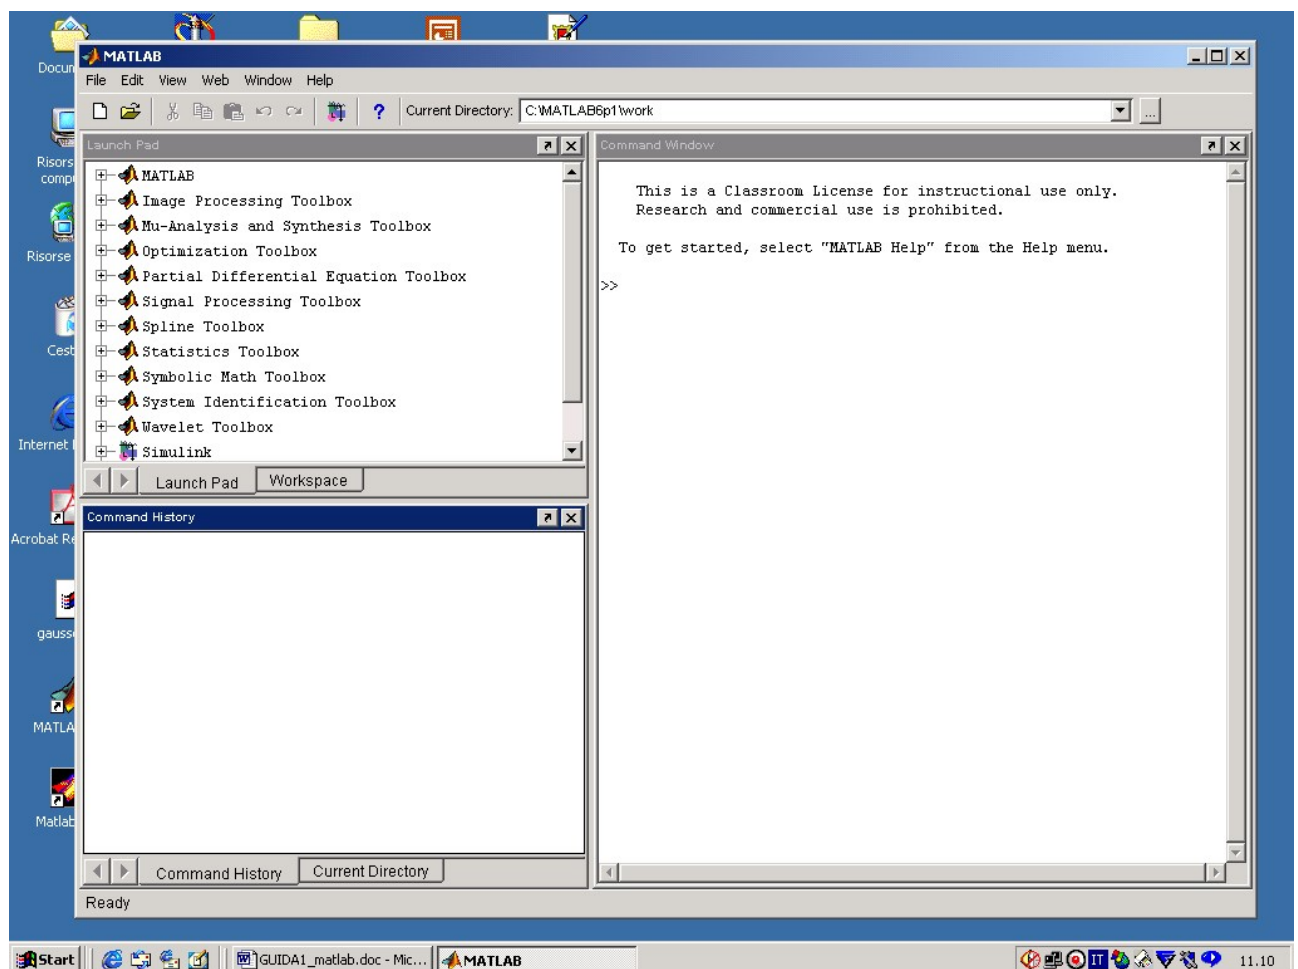 MATLAB
File Edit View Web Window Help
Current Directory: C:\MATLAB6p1\work
...
Launch Pad
MATLAB
Image Processing Toolbox
Mu-Analysis and Synthesis Toolbox
Optimization Toolbox
Partial Differential Equation Toolbox
Signal Processing Toolbox
Spline Toolbox
Statistics Toolbox
Symbolic Math Toolbox
System Identification Toolbox
Wavelet Toolbox
Simulink
Launch Pad Workspace
Command History
Command History Current Directory
Command Window
This is a Classroom License for instructional use only.
Research and commercial use is prohibited.
To get started, select "MATLAB Help" from the Help menu.
>>
Ready
Docum
Risors
comp
Risorse
Cest
Internet
Acrobat Re
gauss
MATLA
Matlab
Start
GUIDA1_matlab.doc - Mic...
MATLAB
IT
11.10